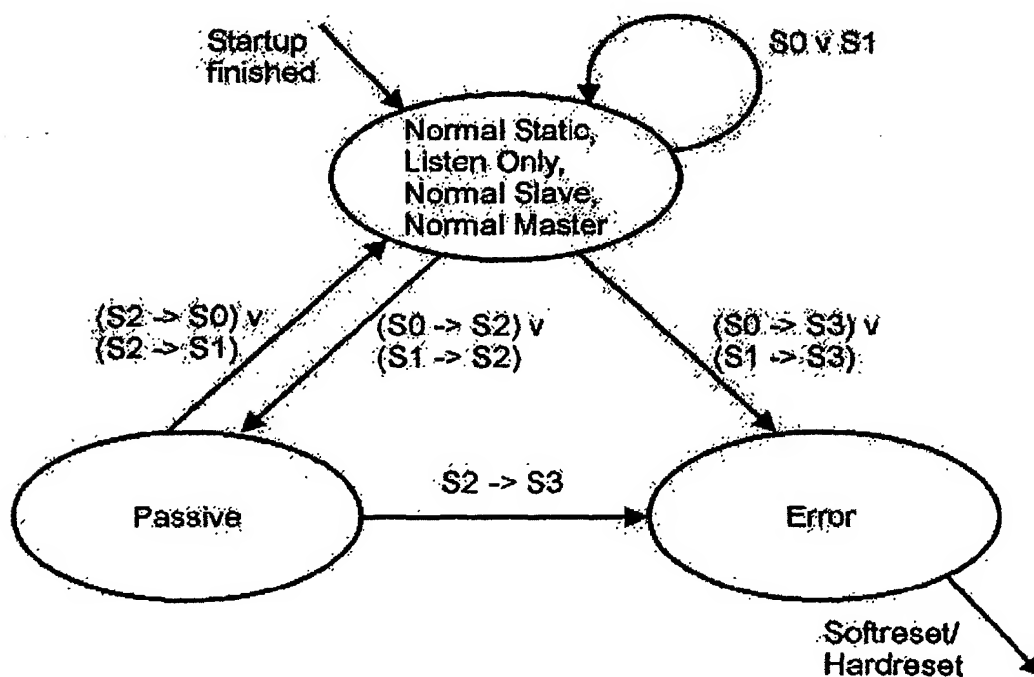 Startup
finished
S0 v S1
Normal Static,
Listen Only,
Normal Slave,
Normal Master
(S2 -> S0) v
(S2 -> S1)
(S0 -> S2) v
(S1 -> S2)
(S0 -> S3) v
(S1 -> S3)
S2 -> S3
Passive
Error
Softreset/
Hardreset